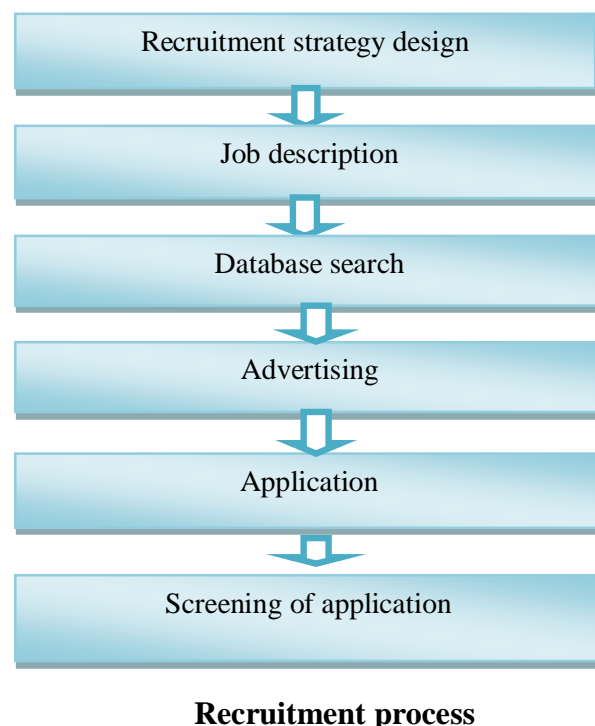 Recruitment strategy design
Job description
Database search
Advertising
Application
Screening of application
Recruitment process